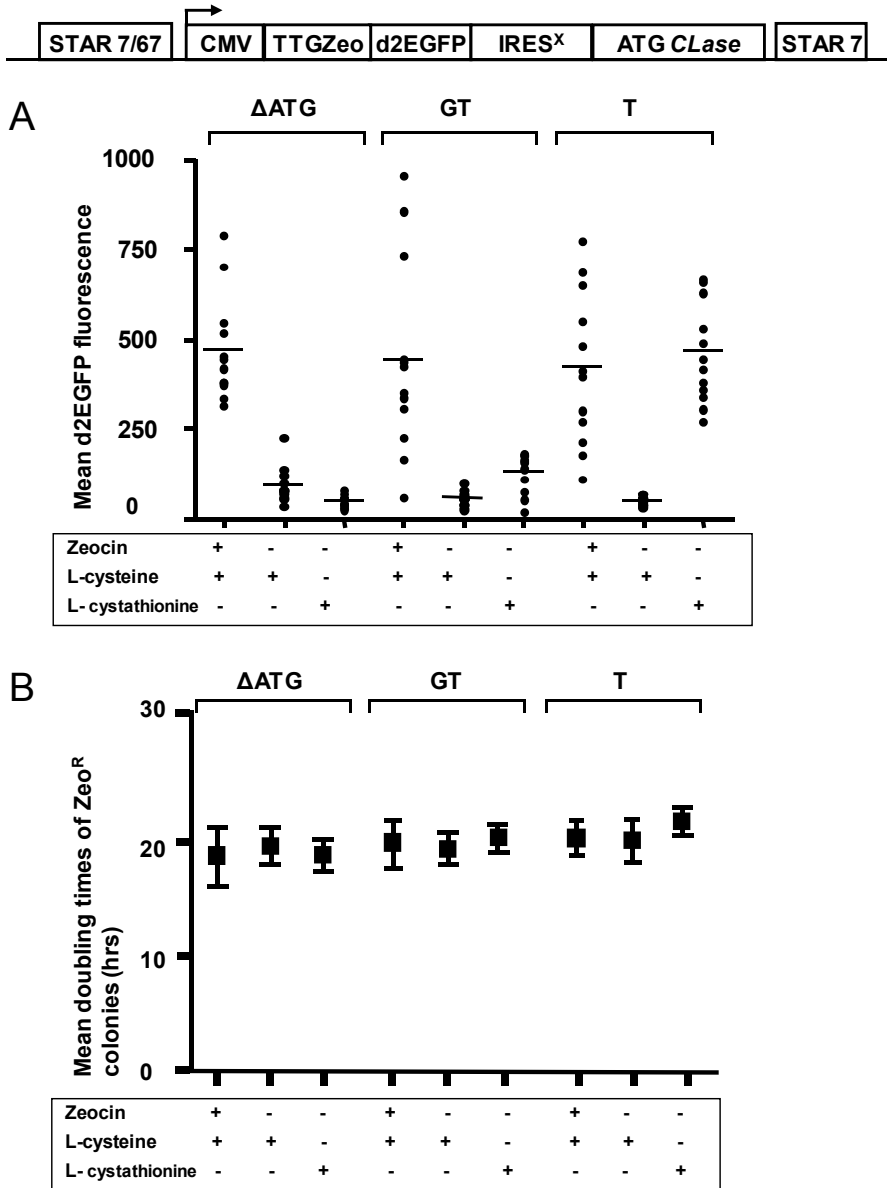 STAR 7/67 CMV TTGZeo d2EGFP IRESX ATG CLase STAR 7
A
ΔATG GT T
Mean d2EGFP fluorescence
1000
750
500
250
0
Zeocin + - - + - - + - -
L-cysteine + + - + + - + + -
L- cystathionine - - + - - + - - +
B
ΔATG GT T
Mean doubling times of ZeoR
colonies (hrs)
30
20
10
0
Zeocin + - - + - - + - -
L-cysteine + + - + + - + + -
L- cystathionine - - + - - + - - +